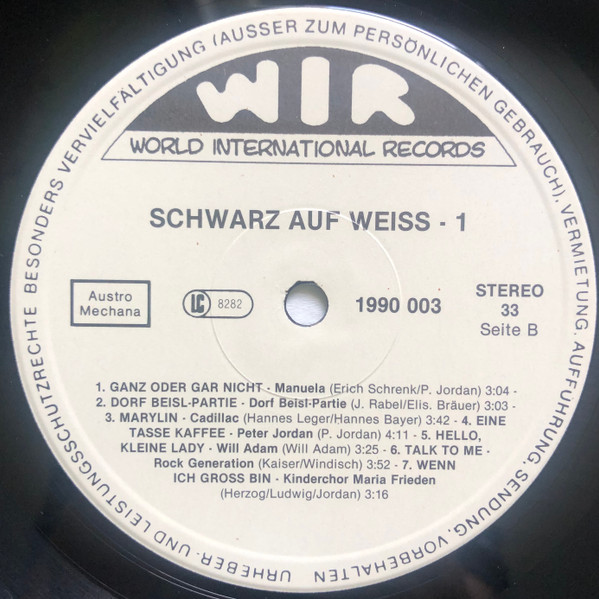 URHEBER- UND LEISTUNGSSCHUTZRECHTE BESONDERS VERVIELFÄLTIGUNG (AUSSER ZUM PERSÖNLICHEN GEBRAUCH), VERMIETUNG, AUFFÜHRUNG, SENDUNG, VORBEHALTEN
WIR
WORLD INTERNATIONAL RECORDS
SCHWARZ AUF WEISS - 1
Austro
Mechana
LC 8282
1990 003
STEREO
33
Seite B
1. GANZ ODER GAR NICHT - Manuela (Erich Schrenk/P. Jordan) 3:04 -
2. DORF BEISL-PARTIE - Dorf Beisl-Partie (J. Rabel/Elis. Bräuer) 3:03 -
3. MARYLIN - Cadillac (Hannes Leger/Hannes Bayer) 3:42 - 4. EINE
TASSE KAFFEE - Peter Jordan (P. Jordan) 4:11 - 5. HELLO,
KLEINE LADY - Will Adam (Will Adam) 3:25 - 6. TALK TO ME -
Rock Generation (Kaiser/Windisch) 3:52 - 7. WENN
ICH GROSS BIN - Kinderchor Maria Frieden
(Herzog/Ludwig/Jordan) 3:16